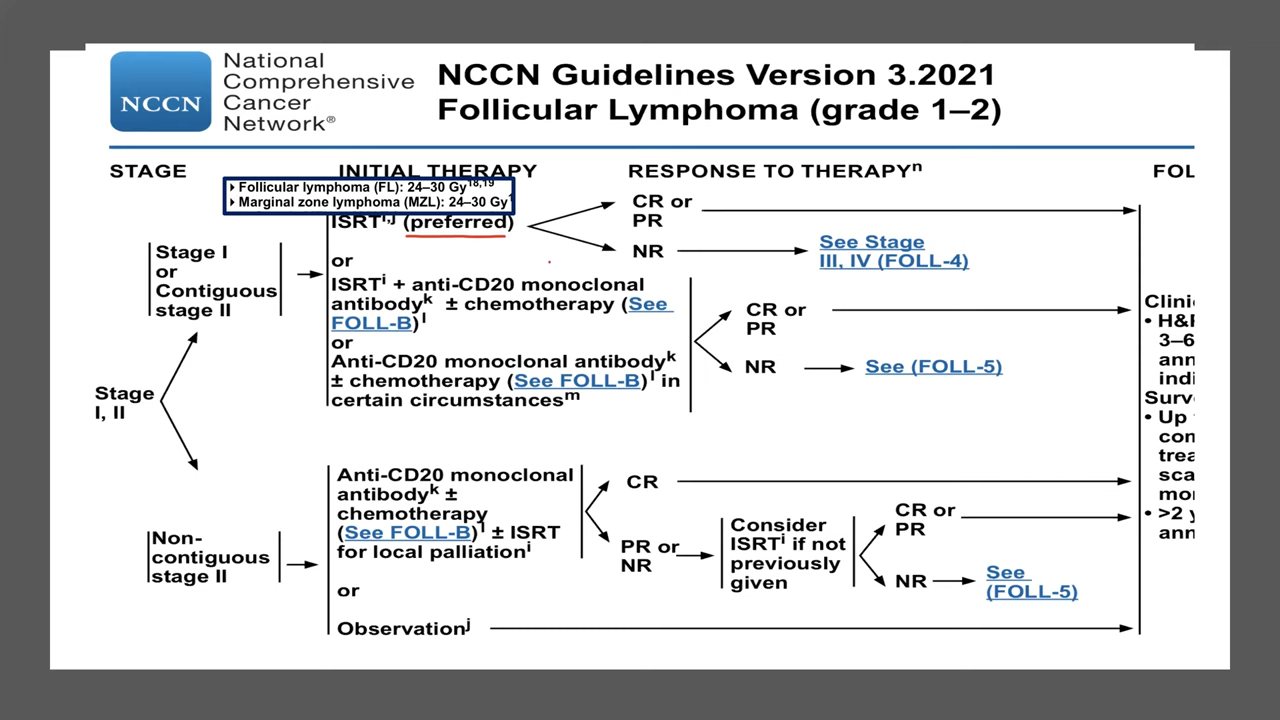 National
Comprehensive
Cancer
Network®
NCCN
NCCN Guidelines Version 3.2021
Follicular Lymphoma (grade 1–2)
STAGE
INITIAL THERAPY
RESPONSE TO THERAPYⁿ
FOL
Follicular lymphoma (FL): 24–30 Gy18,19
Marginal zone lymphoma (MZL): 24–30 Gy
ISRTi,j (preferred)
CR or
PR
NR
See Stage
III, IV (FOLL-4)
Stage I
or
Contiguous
stage II
or
ISRTi + anti-CD20 monoclonal
antibodyk ± chemotherapy (See
FOLL-B)l
or
Anti-CD20 monoclonal antibodyk
± chemotherapy (See FOLL-B)l in
certain circumstancesm
CR or
PR
NR
See (FOLL-5)
Stage
I, II
Non-
contiguous
stage II
Anti-CD20 monoclonal
antibodyk ±
chemotherapy
(See FOLL-B)l ± ISRT
for local palliationi
or
Observationj
CR
PR or
NR
Consider
ISRTi if not
previously
given
CR or
PR
NR
See
(FOLL-5)
Clini
• H&
3–6
ann
indi
Surv
• Up
con
trea
sca
mo
• >2
ann